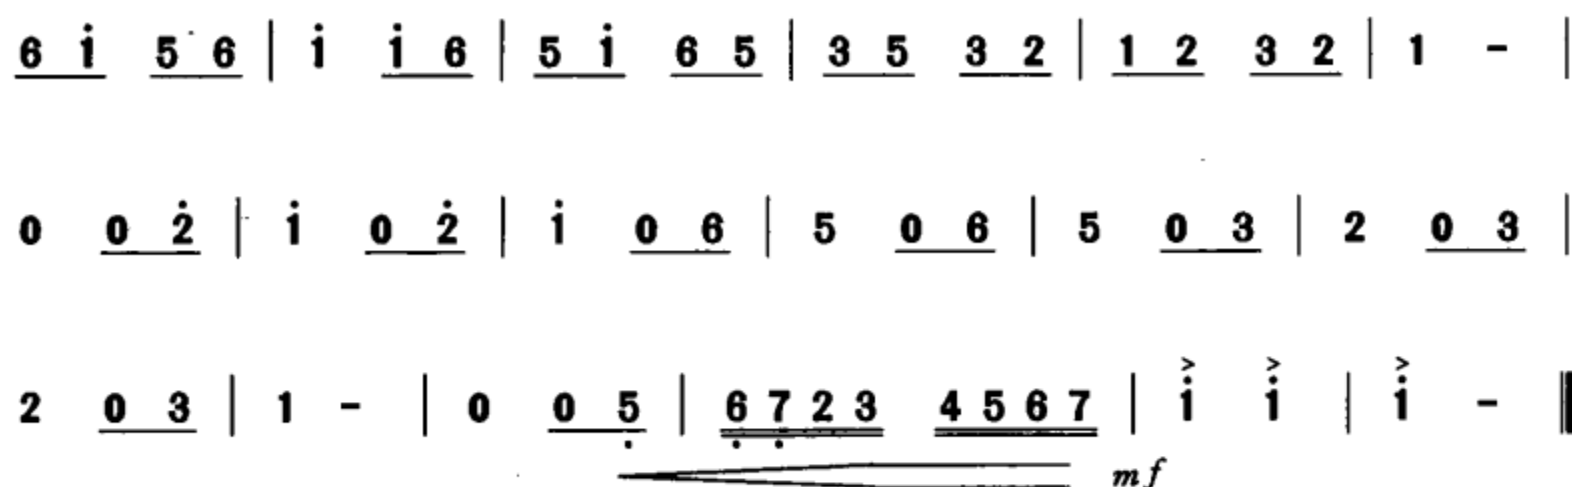 6 i̇ 5 6 | i̇ i̇ 6 | 5 i̇ 6 5 | 3 5 3 2 | 1 2 3 2 | 1 - |
0 0 2̇ | i̇ 0 2̇ | i̇ 0 6 | 5 0 6 | 5 0 3 | 2 0 3 |
2 0 3 | 1 - | 0 0 5̣ | 6̣ 7̣ 2 3 4 5 6 7 | i̇ i̇ | i̇ - ‖
mf